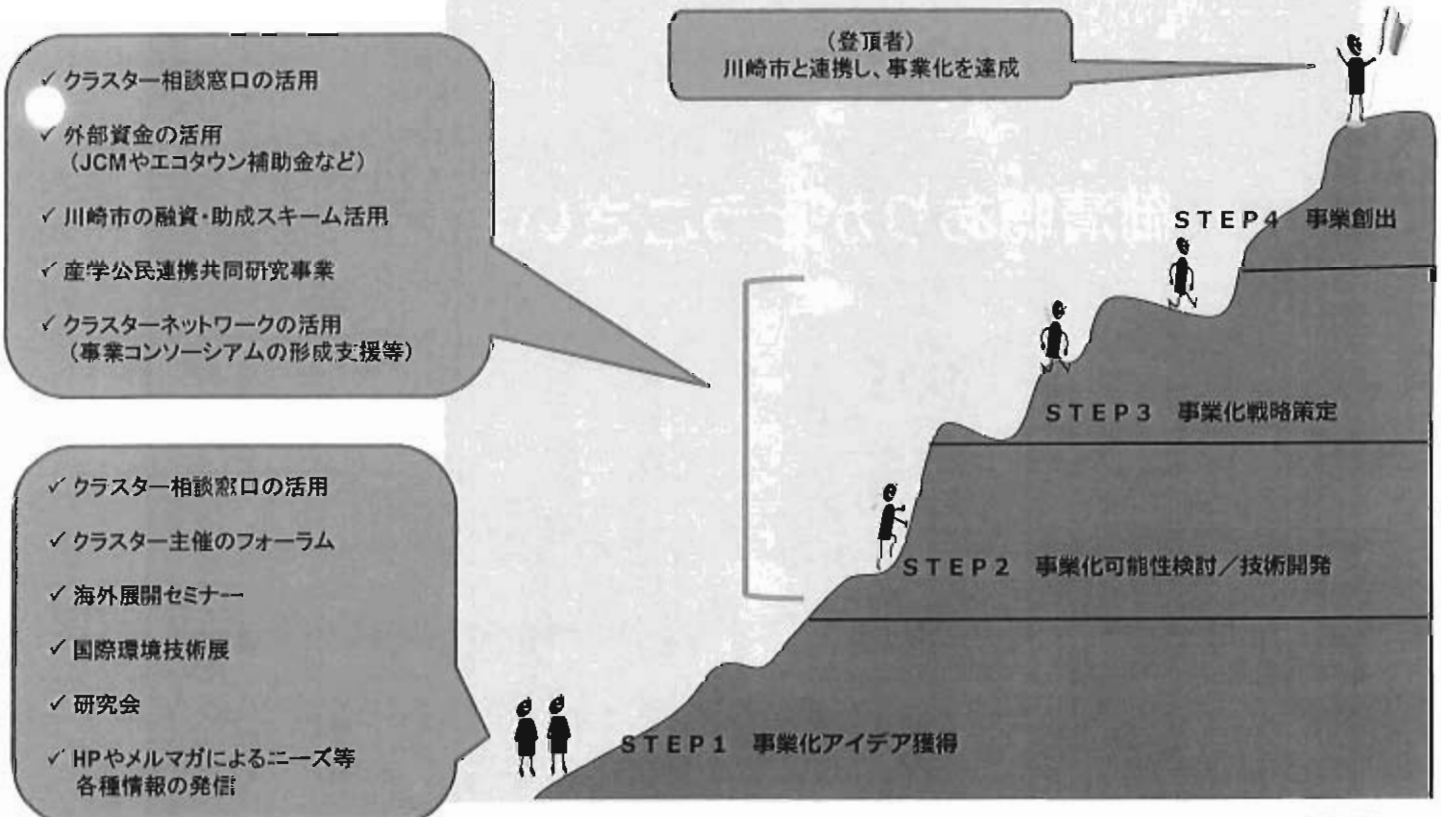 ✓ クラスター相談窓口の活用
✓ 外部資金の活用
(JCMやエコタウン補助金など)
✓ 川崎市の融資・助成スキーム活用
✓ 産学公民連携共同研究事業
✓ クラスターネットワークの活用
(事業コンソーシアムの形成支援等)
(登頂者)
川崎市と連携し、事業化を達成
STEP4 事業創出
STEP3 事業化戦略策定
STEP2 事業化可能性検討／技術開発
STEP1 事業化アイデア獲得
✓ クラスター相談窓口の活用
✓ クラスター主催のフォーラム
✓ 海外展開セミナー
✓ 国際環境技術展
✓ 研究会
✓ HPやメルマガによるニーズ等
各種情報の発信